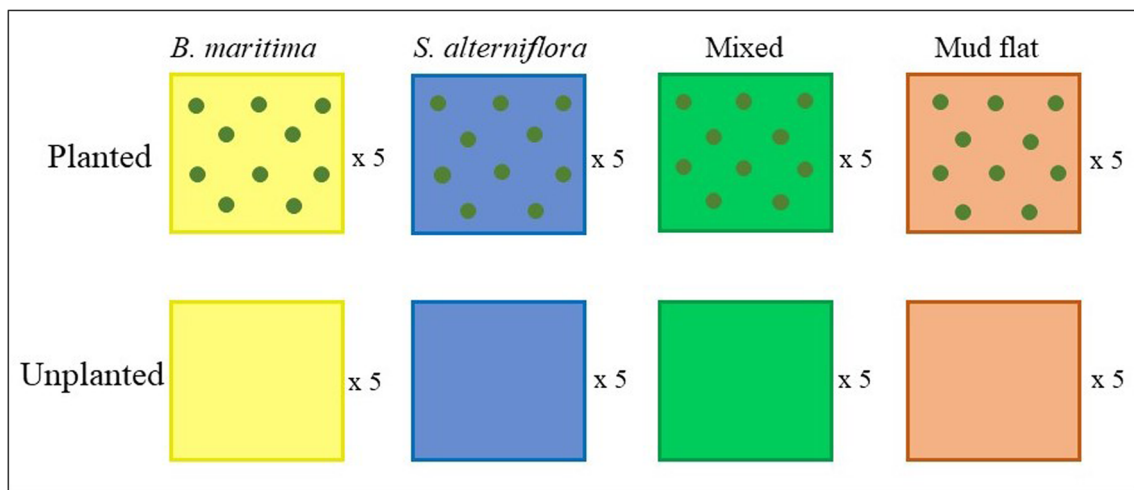 B. maritima S. alterniflora Mixed Mud flat
Planted x 5 x 5 x 5 x 5
Unplanted x 5 x 5 x 5 x 5